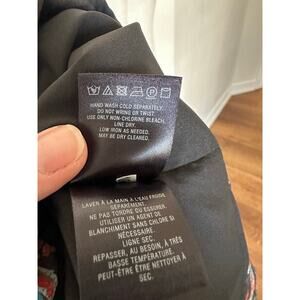 HAND WASH COLD SEPARATELY.
DO NOT WRING OR TWIST.
USE ONLY NON-CHLORINE BLEACH.
LINE DRY.
LOW IRON AS NEEDED.
MAY BE DRY CLEANED.
LAVER À LA MAIN À L'EAU FROIDE
SÉPARÉMENT.
NE PAS TORDRE OU ESSURER.
UTILISER UN AGENT DE
BLANCHIMENT SANS CHLORE SI
NÉCESSAIRE.
LIGNE SEC.
REPASSER, AU BESOIN, À TRÈS
BASSE TEMPÉRATURE.
PEUT-ÊTRE ÊTRE NETTOYER À
SEC.